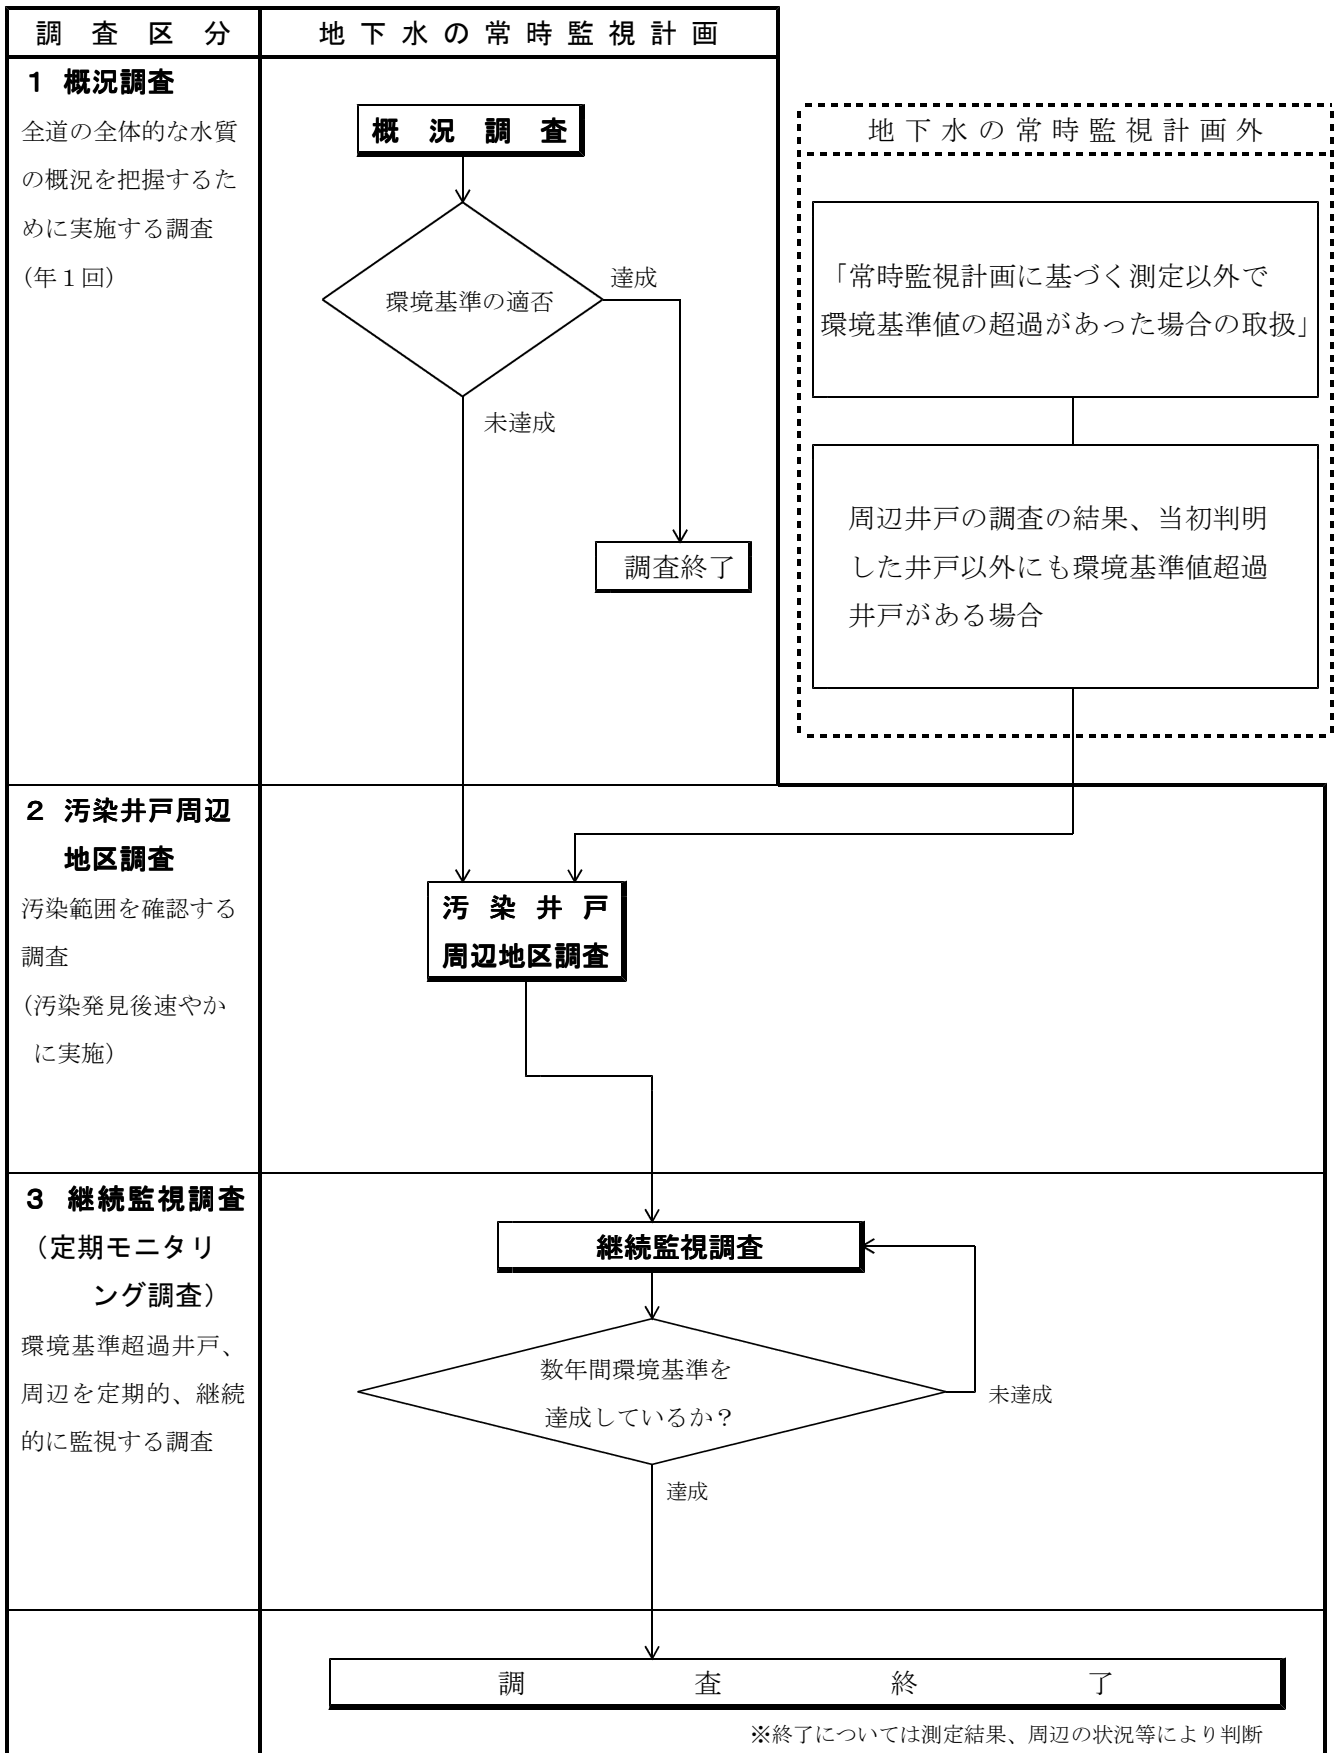 調査区分
地下水の常時監視計画
1 概況調査
全道の全体的な水質
の概況を把握するた
めに実施する調査
（年１回）
概況調査
環境基準の適否
達成
未達成
調査終了
地下水の常時監視計画外
「常時監視計画に基づく測定以外で
環境基準値の超過があった場合の取扱」
周辺井戸の調査の結果、当初判明
した井戸以外にも環境基準値超過
井戸がある場合
2 汚染井戸周辺
地区調査
汚染範囲を確認する
調査
（汚染発見後速やか
に実施）
汚染井戸
周辺地区調査
3 継続監視調査
（定期モニタリ
ング調査）
環境基準超過井戸、
周辺を定期的、継続
的に監視する調査
継続監視調査
数年間環境基準を
達成しているか？
未達成
達成
調査終了
※終了については測定結果、周辺の状況等により判断